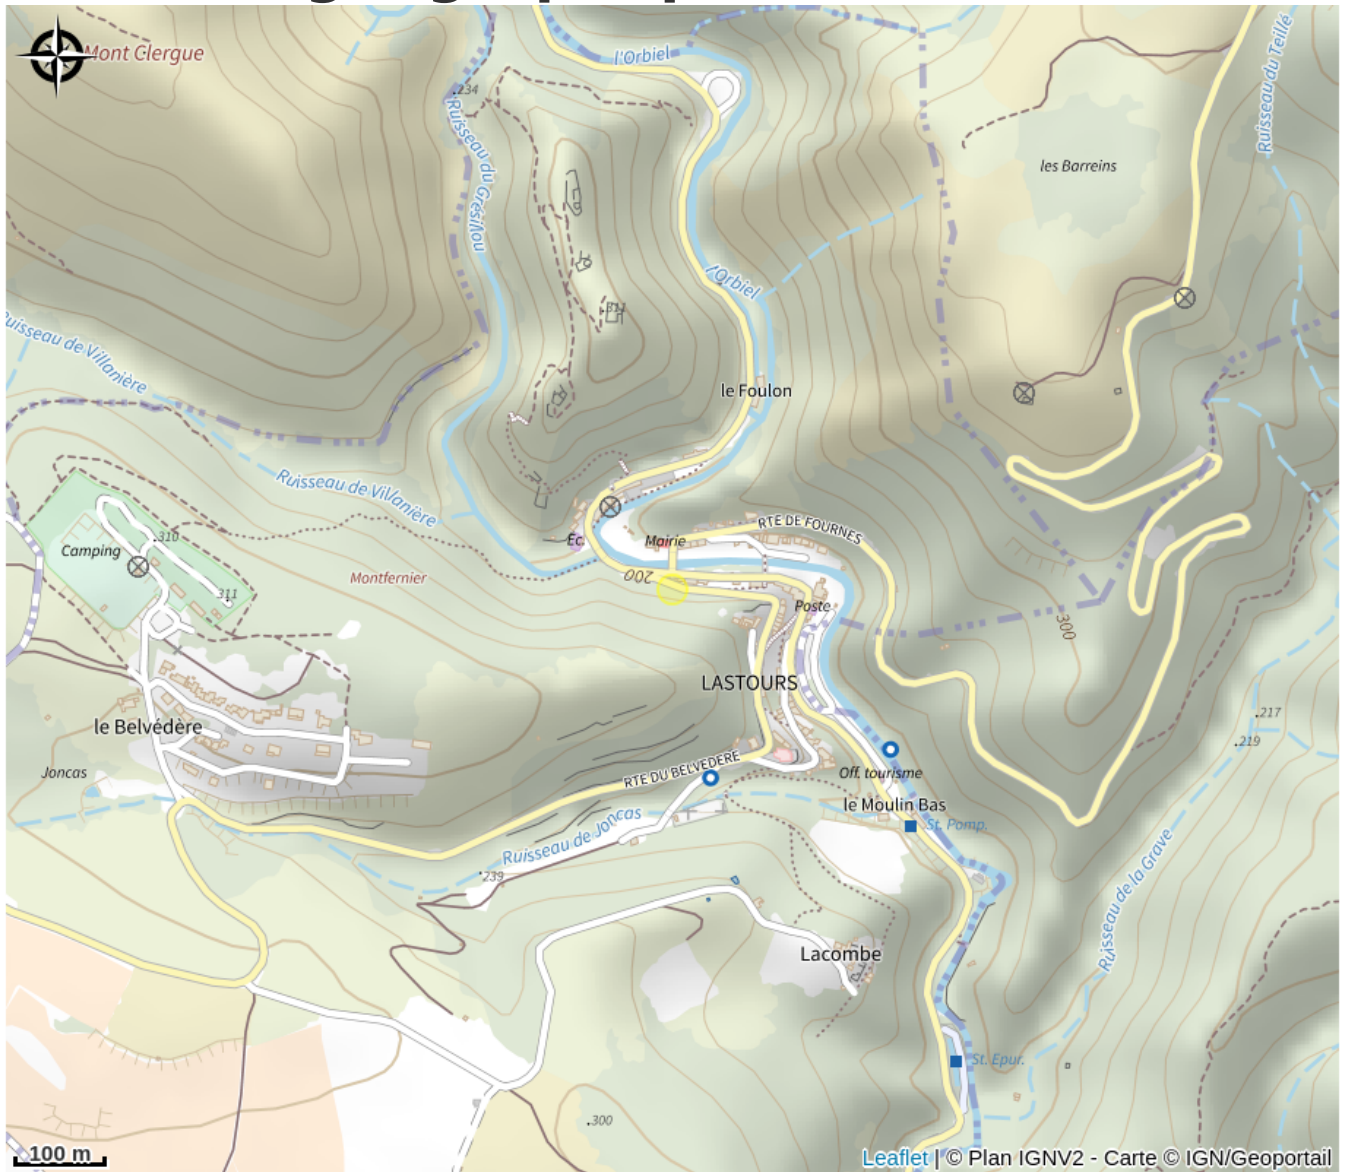 Mont Clergue
l'Orbiel
Ruisseau du Teillé
234
Ruisseau du Grésillou
les Barreins
l'Orbiel
311
Ruisseau de Villanière
le Foulon
Ruisseau de Villanière
310
Camping
Éc.
Mairie
RTE DE FOURNES
Montfernier
200
311
Poste
300
LASTOURS
217
le Belvédère
219
Joncas
RTE DU BELVEDERE
Off. tourisme
le Moulin Bas
St. Pomp.
Ruisseau de Joncas
239
Ruisseau de la Grave
Lacombe
St. Epur.
300
100 m
Leaflet | © Plan IGNV2 - Carte © IGN/Geoportail